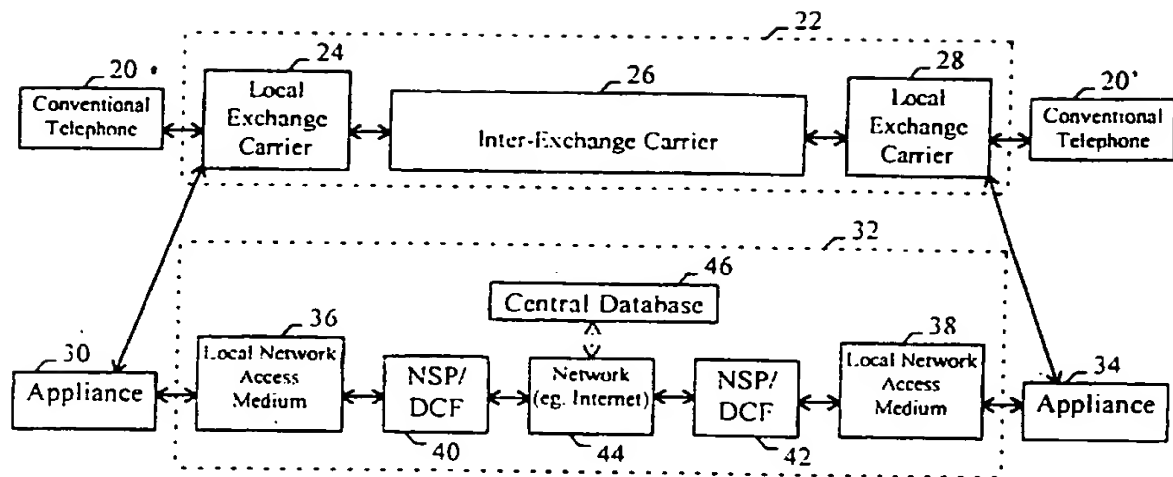 22
24
26
28
20
20'
Conventional
Telephone
Local
Exchange
Carrier
Inter-Exchange Carrier
Local
Exchange
Carrier
Conventional
Telephone
32
46
Central Database
36
38
30
34
Local Network
Access
Medium
NSP/
DCF
Network
(eg. Internet)
NSP/
DCF
Local Network
Access
Medium
Appliance
Appliance
40
44
42